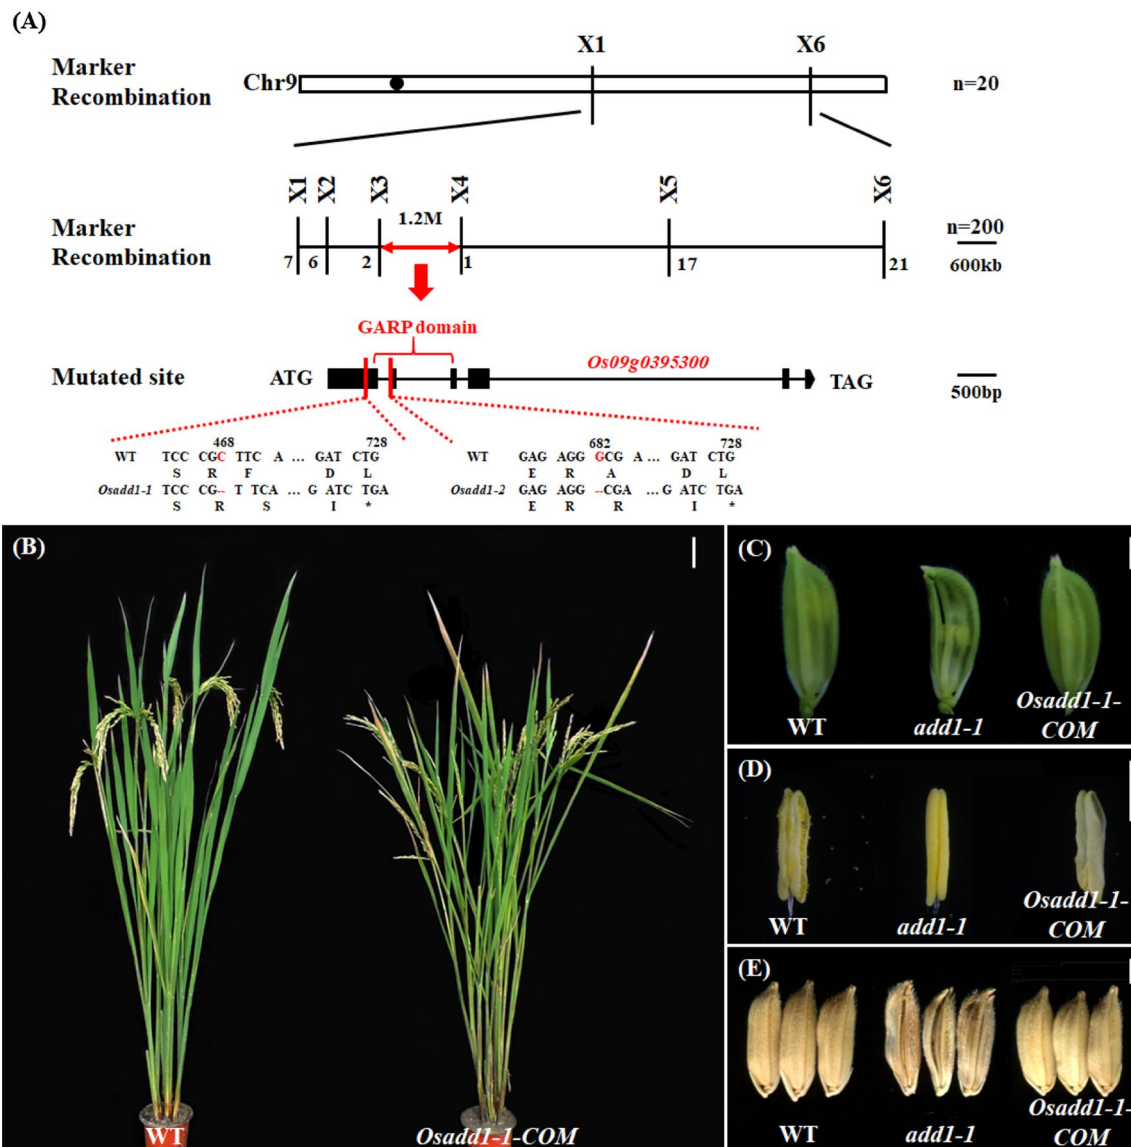 (A)
X1 X6
Marker
Recombination
Chr9
n=20
X1 X2 X3 X4 X5 X6
1.2M
Marker
Recombination
n=200
7 6 2 1 17 21
600kb
GARP domain
Os09g0395300
Mutated site
ATG
TAG
500bp
468 728
WT TCC CGC TTC A ... GAT CTG
S R F D L
Osadd1-1 TCC CG-- T TCA ... G ATC TGA
S R S I *
682 728
WT GAG AGG GCG A ... GAT CTG
E R A D L
Osadd1-2 GAG AGG --CGA ... G ATC TGA
E R R I *
(B)
WT
Osadd1-1-COM
(C)
WT
add1-1
Osadd1-1-
COM
(D)
WT
add1-1
Osadd1-1-
COM
(E)
WT
add1-1
Osadd1-1-
COM